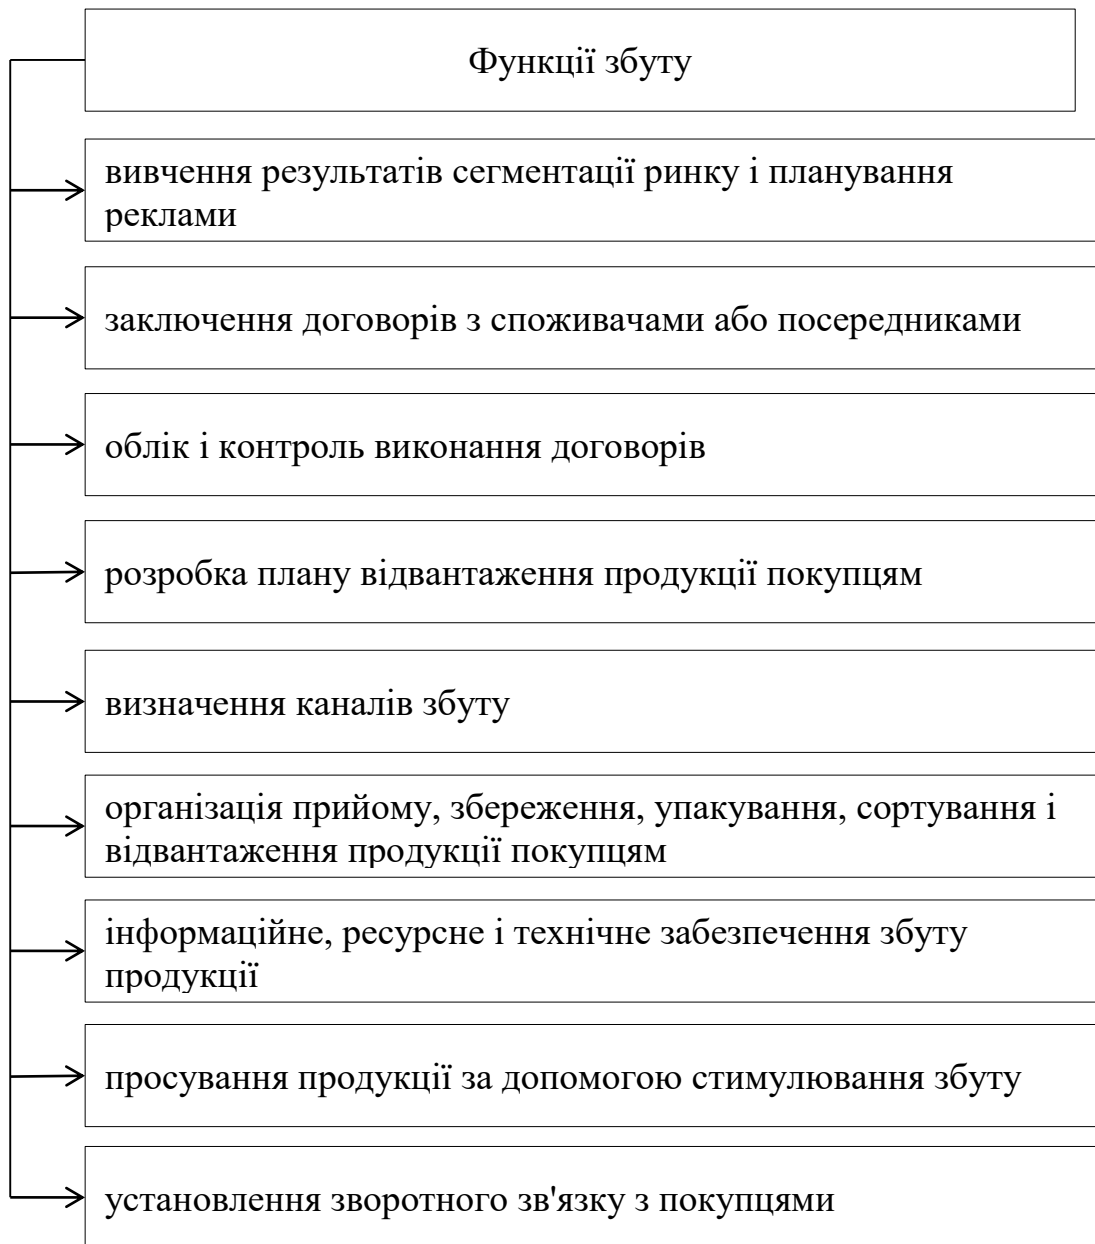 Функції збуту
вивчення результатів сегментації ринку і планування
реклами
заключення договорів з споживачами або посередниками
облік і контроль виконання договорів
розробка плану відвантаження продукції покупцям
визначення каналів збуту
організація прийому, збереження, упакування, сортування і
відвантаження продукції покупцям
інформаційне, ресурсне і технічне забезпечення збуту
продукції
просування продукції за допомогою стимулювання збуту
установлення зворотного зв'язку з покупцями